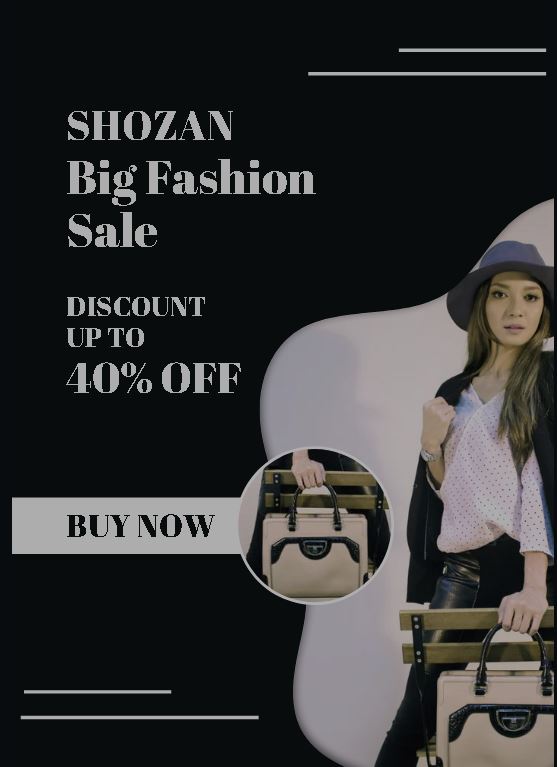 SHOZAN
Big Fashion
Sale
DISCOUNT
UP TO
40% OFF
BUY NOW